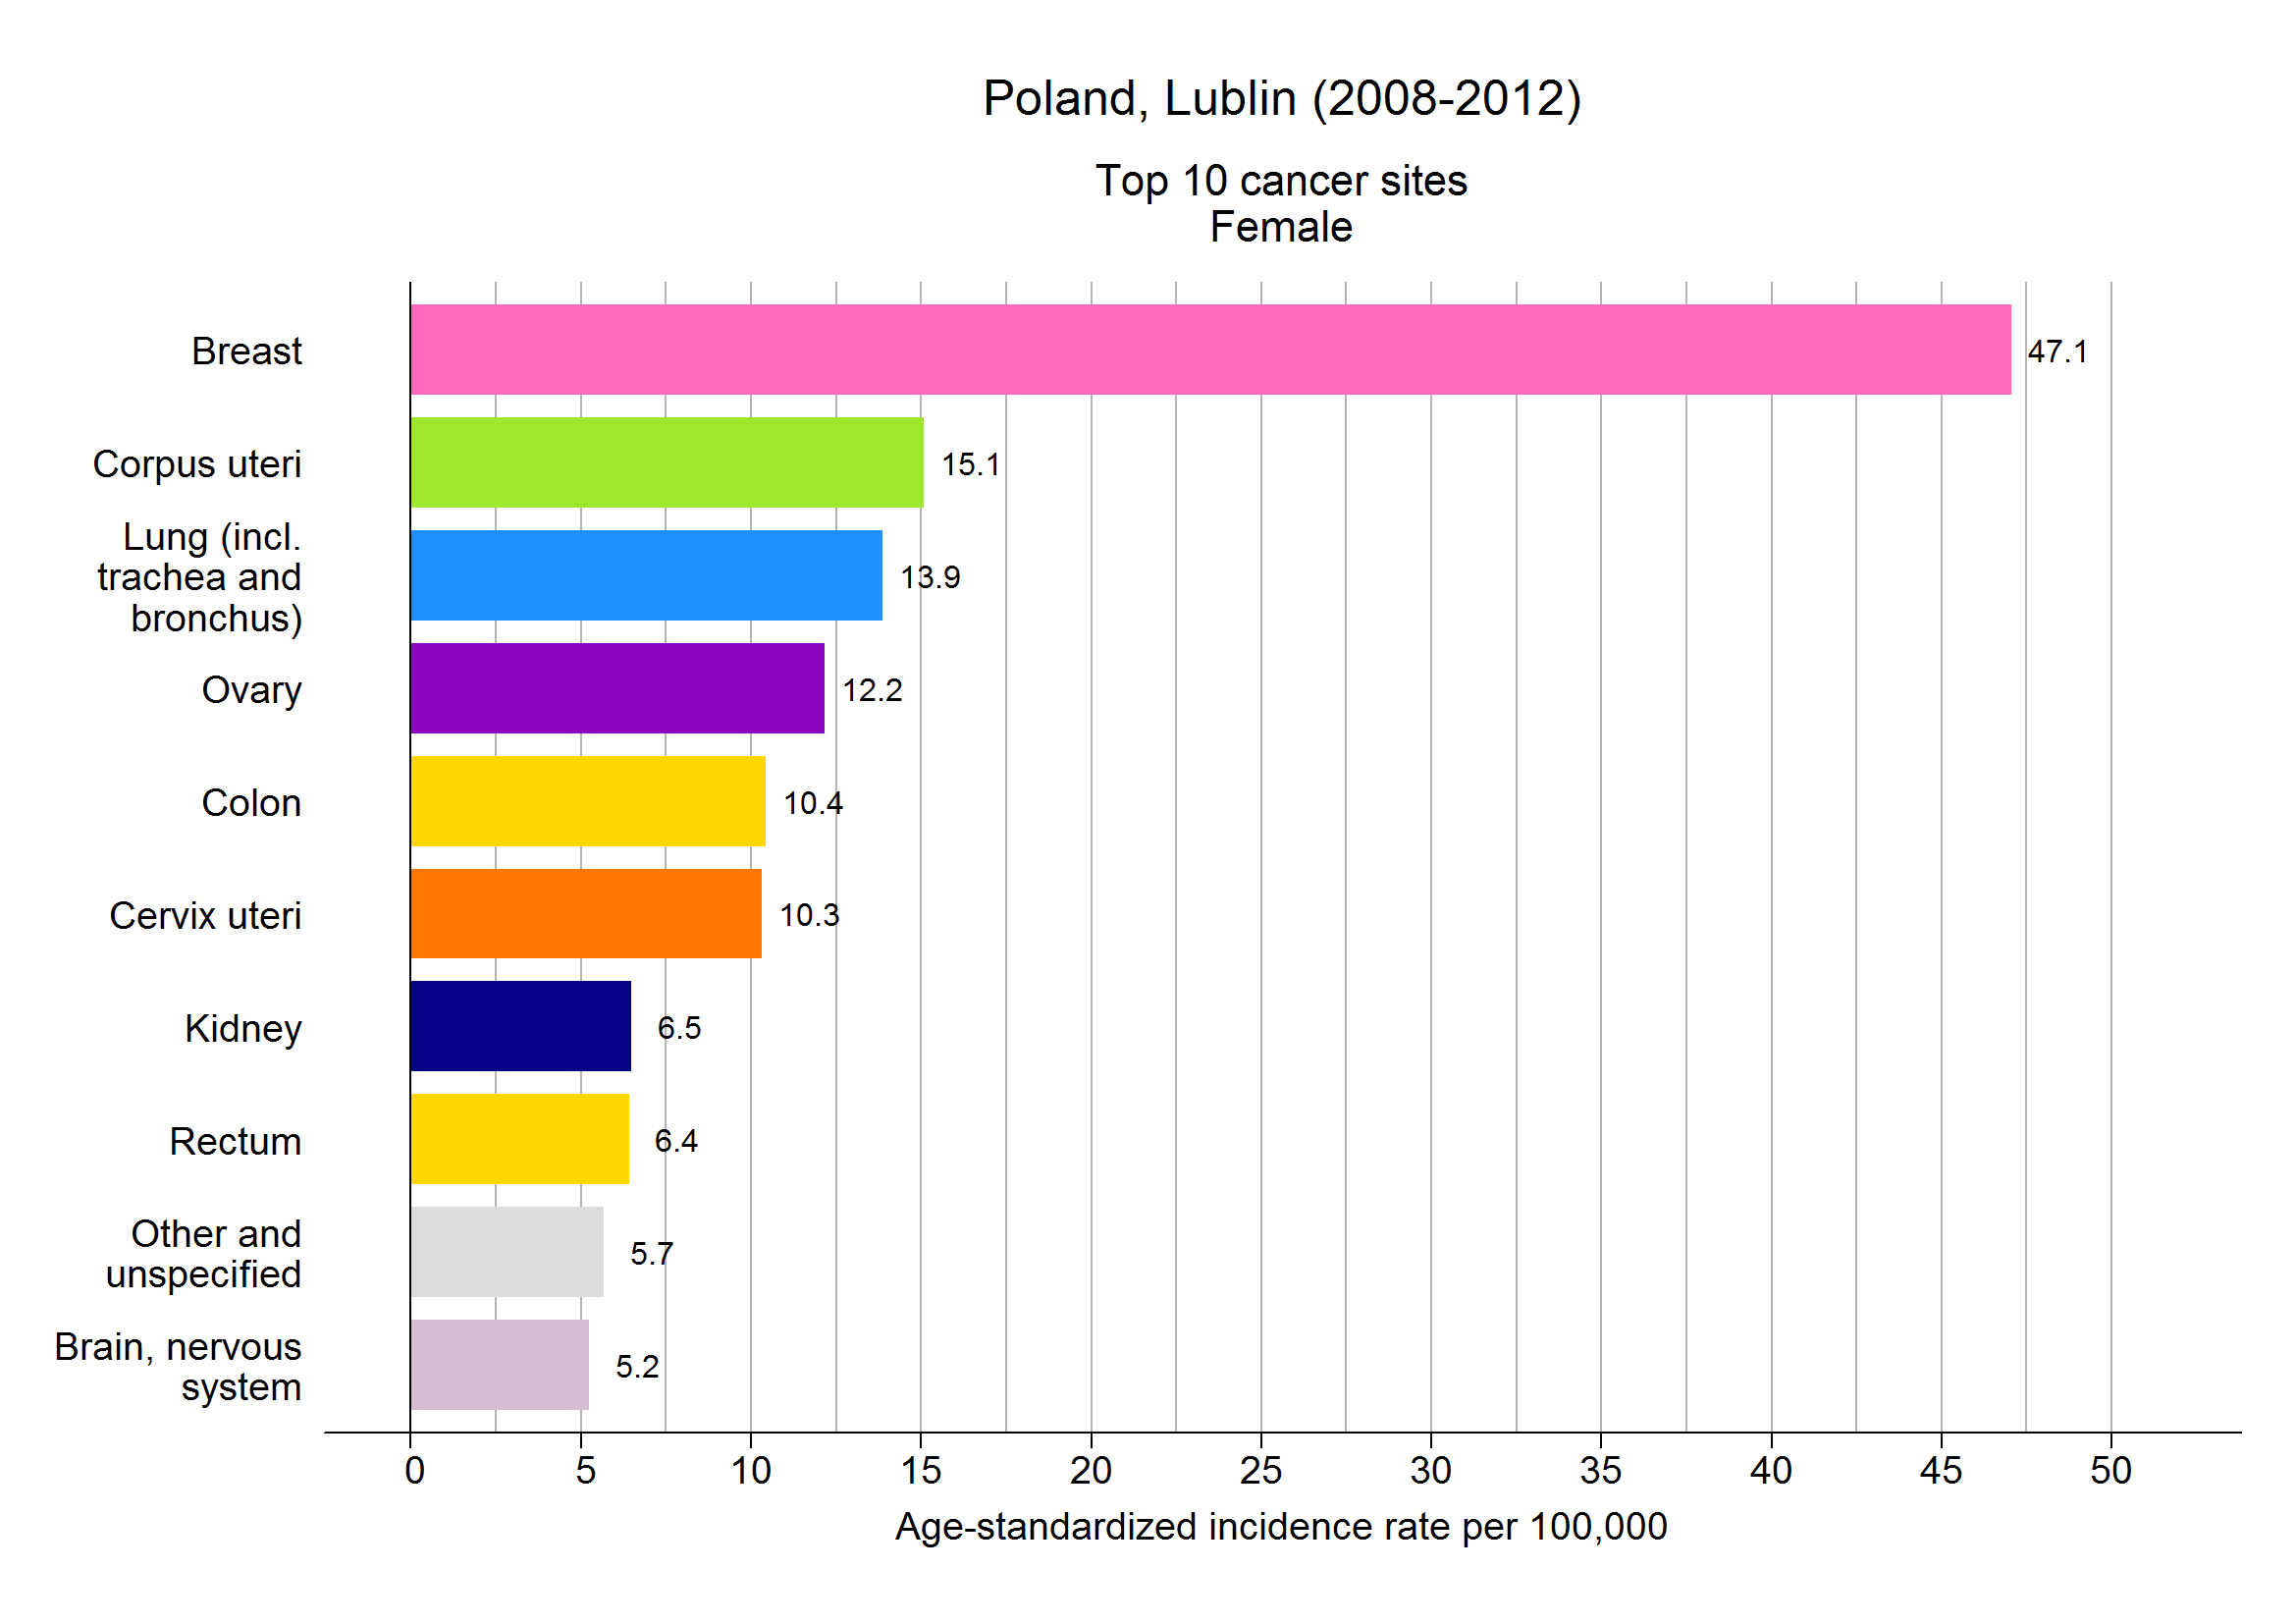 Poland, Lublin (2008-2012)
Top 10 cancer sites
Female
Breast
47.1
Corpus uteri
15.1
Lung (incl.
trachea and
bronchus)
13.9
Ovary
12.2
Colon
10.4
Cervix uteri
10.3
Kidney
6.5
Rectum
6.4
Other and
unspecified
5.7
Brain, nervous
system
5.2
0 5 10 15 20 25 30 35 40 45 50
Age-standardized incidence rate per 100,000